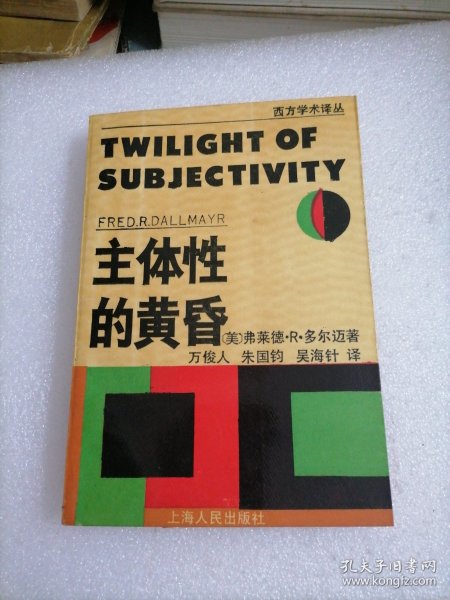 西方学术译丛
TWILIGHT OF
SUBJECTIVITY
FRED.R.DALLMAYR
主体性
的黄昏
(美)弗莱德·R·多尔迈著
万俊人 朱国钧 吴海针 译
上海人民出版社
孔夫子旧书网
www.kongfz.com